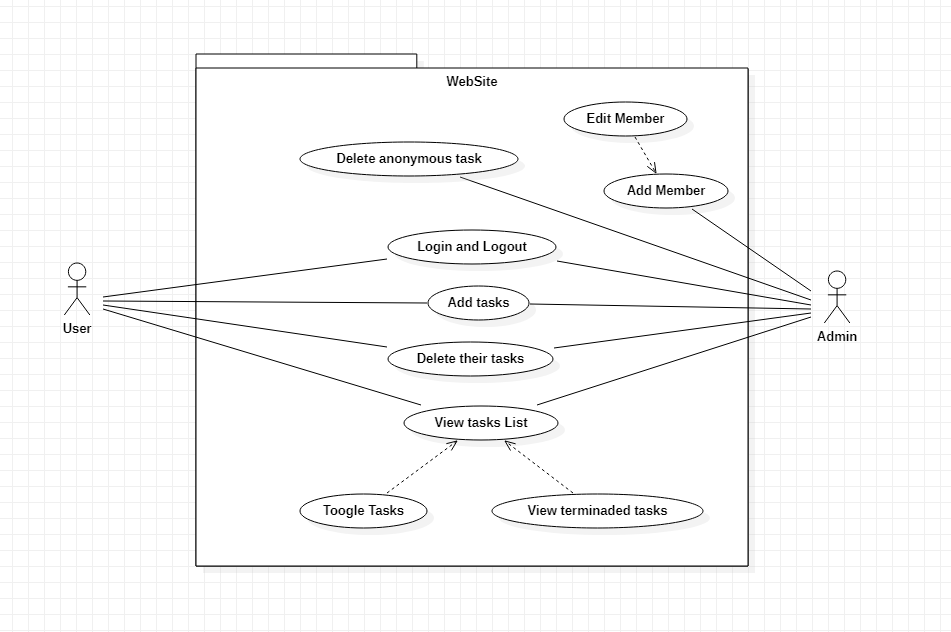 WebSite
Edit Member
Delete anonymous task
Add Member
Login and Logout
Add tasks
User
Admin
Delete their tasks
View tasks List
Toogle Tasks
View terminaded tasks